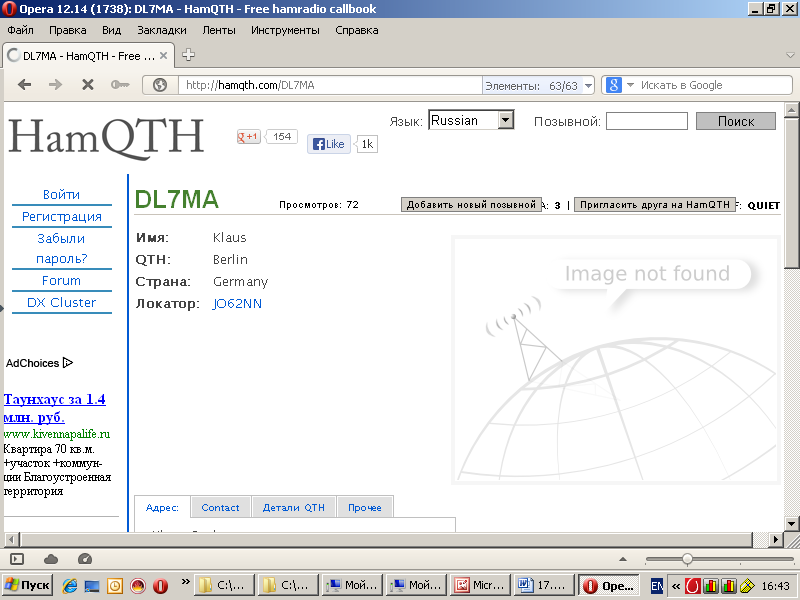 Opera 12.14 (1738): DL7MA - HamQTH - Free hamradio callbook
Файл Правка Вид Закладки Ленты Инструменты Справка
DL7MA - HamQTH - Free ...
http://hamqth.com/DL7MA Элементы: 63/63 Искать в Google
HamQTH
+1 154
Like 1k
Язык: Russian Позывной: Поиск
Войти
Регистрация
Забыли
пароль?
Forum
DX Cluster
DL7MA Просмотров: 72 Добавить новый позывной A: 3 | Пригласить друга на HamQTH F: QUIET
Имя: Klaus
QTH: Berlin
Страна: Germany
Локатор: JO62NN
Image not found
AdChoices
Таунхаус за 1.4
млн. руб.
www.kivennapalife.ru
Квартира 70 кв.м.
+участок +коммун-
ции Благоустроенная
территория
Адрес: Contact Детали QTH Прочее
Пуск » C:\... C:\... Мой... Мой... Micr... 17.... Ope... EN « 16:43